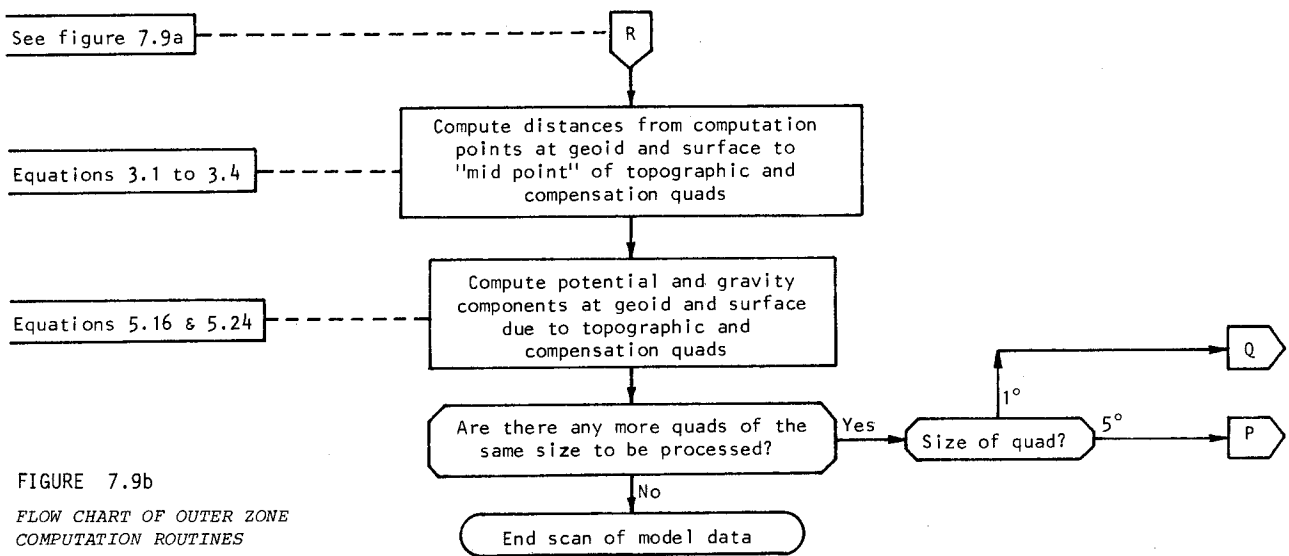 See figure 7.9a
R
Compute distances from computation
points at geoid and surface to
"mid point" of topographic and
compensation quads
Equations 3.1 to 3.4
Compute potential and gravity
components at geoid and surface
due to topographic and
compensation quads
Equations 5.16 & 5.24
Are there any more quads of the
same size to be processed?
Yes
Size of quad?
1°
Q
5°
P
No
End scan of model data
FIGURE 7.9b
FLOW CHART OF OUTER ZONE
COMPUTATION ROUTINES